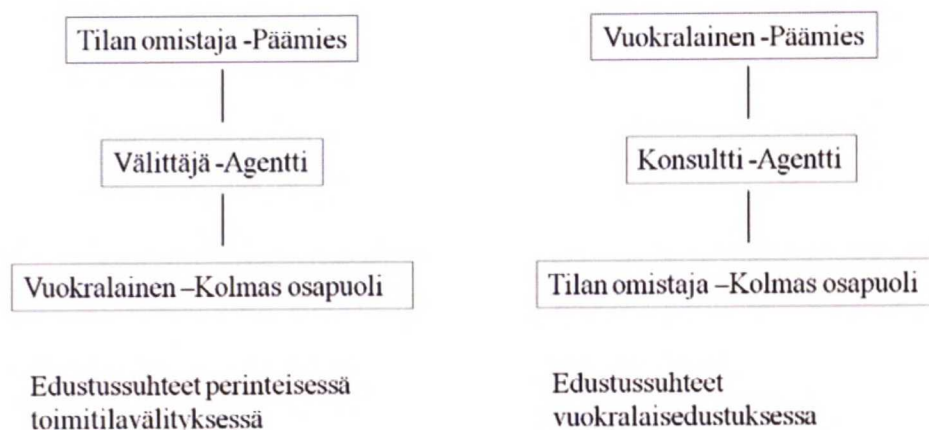 Tilan omistaja -Päämies
Välittäjä -Agentti
Vuokralainen –Kolmas osapuoli
Edustussuhteet perinteisessä
toimitilavälityksessä
Vuokralainen -Päämies
Konsultti -Agentti
Tilan omistaja –Kolmas osapuoli
Edustussuhteet
vuokralaisedustuksessa